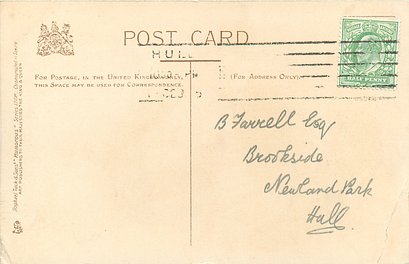 POST CARD
HULL
FOR POSTAGE, IN THE UNITED KINGDOM ONLY,
THIS SPACE MAY BE USED FOR CORRESPONDENCE.
(FOR ADDRESS ONLY).
HALF PENNY
B Farrell Esq
Brookside
Newland Park
Hull.